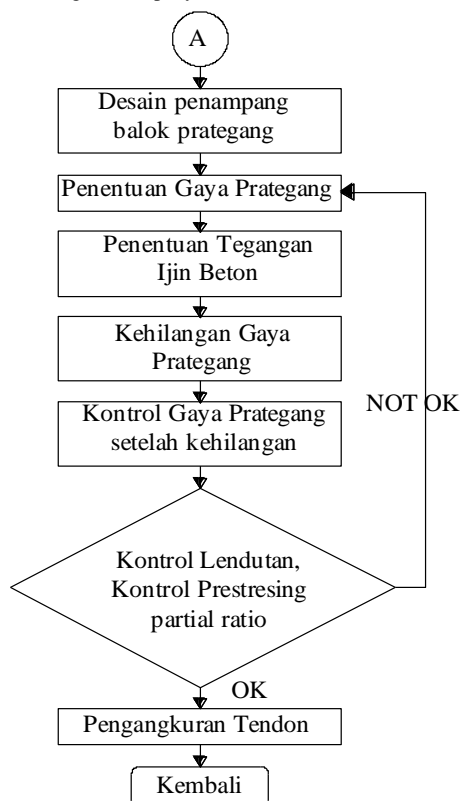 A
Desain penampang
balok prategang
Penentuan Gaya Prategang
Penentuan Tegangan
Ijin Beton
Kehilangan Gaya
Prategang
Kontrol Gaya Prategang
setelah kehilangan
NOT OK
Kontrol Lendutan,
Kontrol Prestresing
partial ratio
OK
Pengangkuran Tendon
Kembali